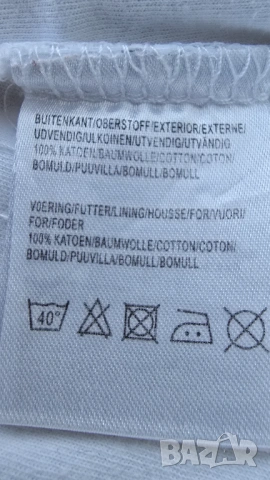 BUITENKANT/OBERSTOFF/EXTERIOR/EXTERNE/
UDVENDIG/ULKOINEN/UTVENDIG/UTVÄNDIG
100% KATOEN/BAUMWOLLE/COTTON/COTON/
BOMULD/PUUVILLA/BOMULL/BOMULL
VOERING/FUTTER/LINING/HOUSSE/FOR/VUORI/
FOR/FODER
100% KATOEN/BAUMWOLLE/COTTON/COTON/
BOMULD/PUUVILLA/BOMULL/BOMULL
40°
BAZAR